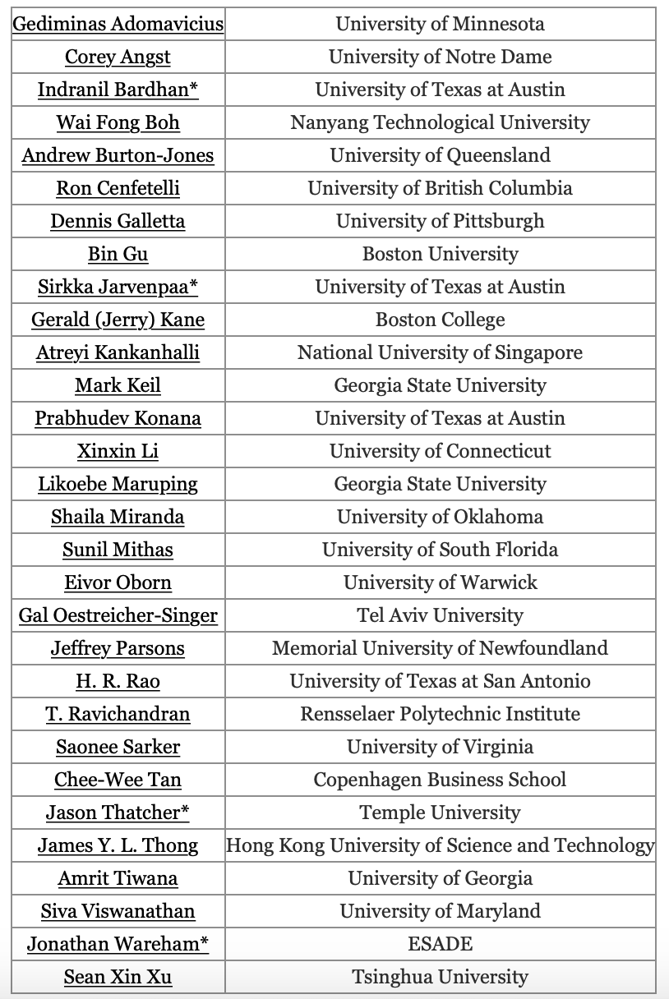 Gediminas Adomavicius University of Minnesota
Corey Angst University of Notre Dame
Indranil Bardhan* University of Texas at Austin
Wai Fong Boh Nanyang Technological University
Andrew Burton-Jones University of Queensland
Ron Cenfetelli University of British Columbia
Dennis Galletta University of Pittsburgh
Bin Gu Boston University
Sirkka Jarvenpaa* University of Texas at Austin
Gerald (Jerry) Kane Boston College
Atreyi Kankanhalli National University of Singapore
Mark Keil Georgia State University
Prabhudev Konana University of Texas at Austin
Xinxin Li University of Connecticut
Likoebe Maruping Georgia State University
Shaila Miranda University of Oklahoma
Sunil Mithas University of South Florida
Eivor Oborn University of Warwick
Gal Oestreicher-Singer Tel Aviv University
Jeffrey Parsons Memorial University of Newfoundland
H. R. Rao University of Texas at San Antonio
T. Ravichandran Rensselaer Polytechnic Institute
Saonee Sarker University of Virginia
Chee-Wee Tan Copenhagen Business School
Jason Thatcher* Temple University
James Y. L. Thong Hong Kong University of Science and Technology
Amrit Tiwana University of Georgia
Siva Viswanathan University of Maryland
Jonathan Wareham* ESADE
Sean Xin Xu Tsinghua University